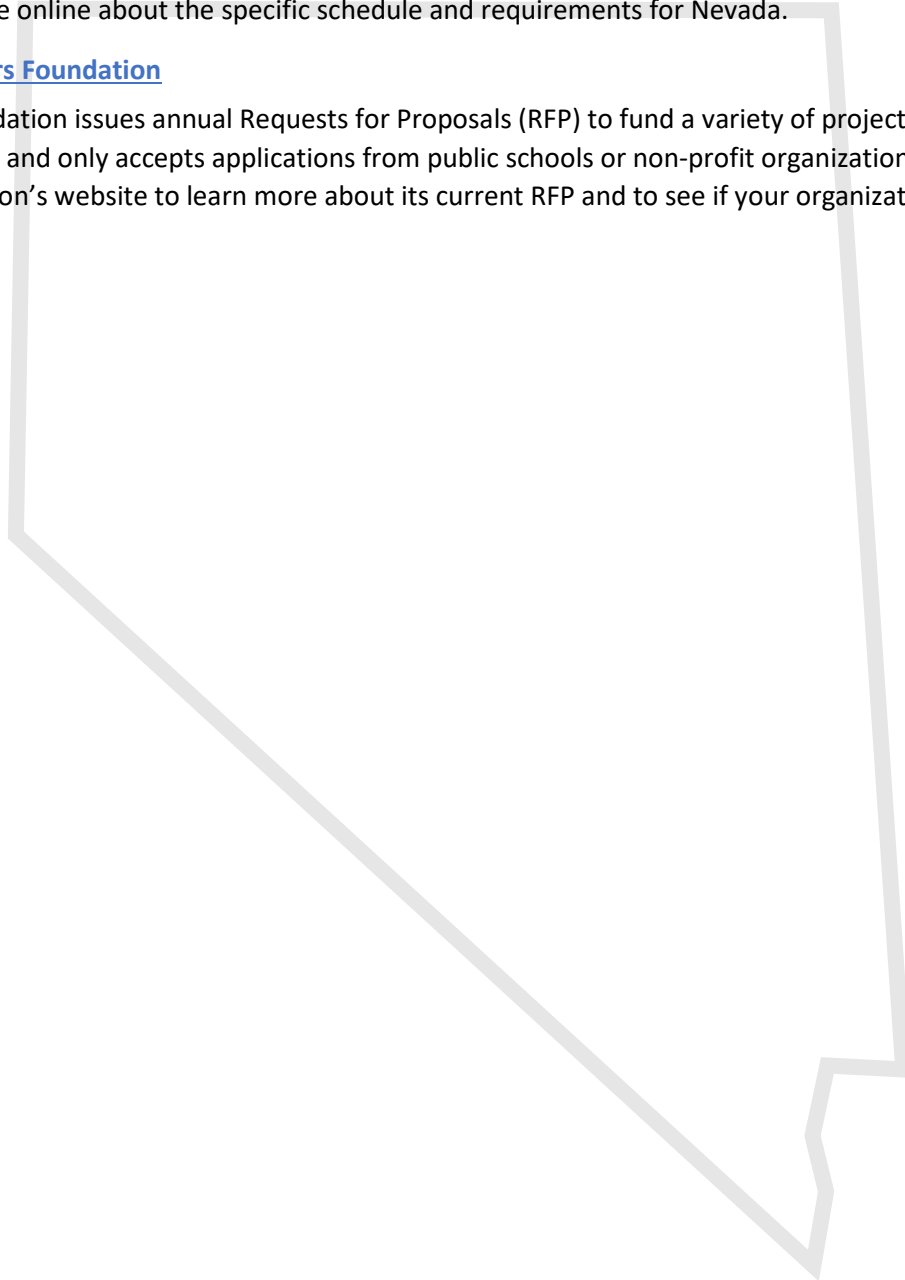 e online about the specific schedule and requirements for Nevada.
rs Foundation
dation issues annual Requests for Proposals (RFP) to fund a variety of project
and only accepts applications from public schools or non-profit organization
on’s website to learn more about its current RFP and to see if your organizat